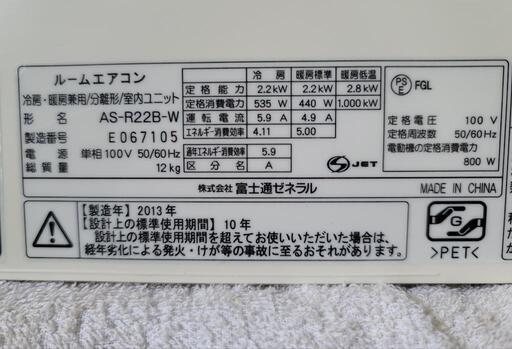 ルームエアコン
冷房・暖房兼用/分離形/室内ユニット
形 名 AS-R22B-W
製造番号 E067105
電 源 単相100V 50/60Hz
総質量 12kg
冷 房 暖房標準 暖房低温
定格能力 2.2kW 2.2kW 2.8kW
定格消費電力 535 W 440 W 1,000kW
運転電流 5.9 A 4.9 A
エネルギー消費効率 4.11 5.00
通年エネルギー消費効率 5.9
区分名 A
PS E FGL
定格電圧 100 V
定格周波数 50/60Hz
電動機の定格消費電力
800 W
JET
株式会社 富士通ゼネラル
MADE IN CHINA
【製造年】2013年
【設計上の標準使用期間】10年
設計上の標準使用期間を超えてお使いいただいた場合は、
経年劣化による発火・けが等の事故に至るおそれがあります。
G
>PET<